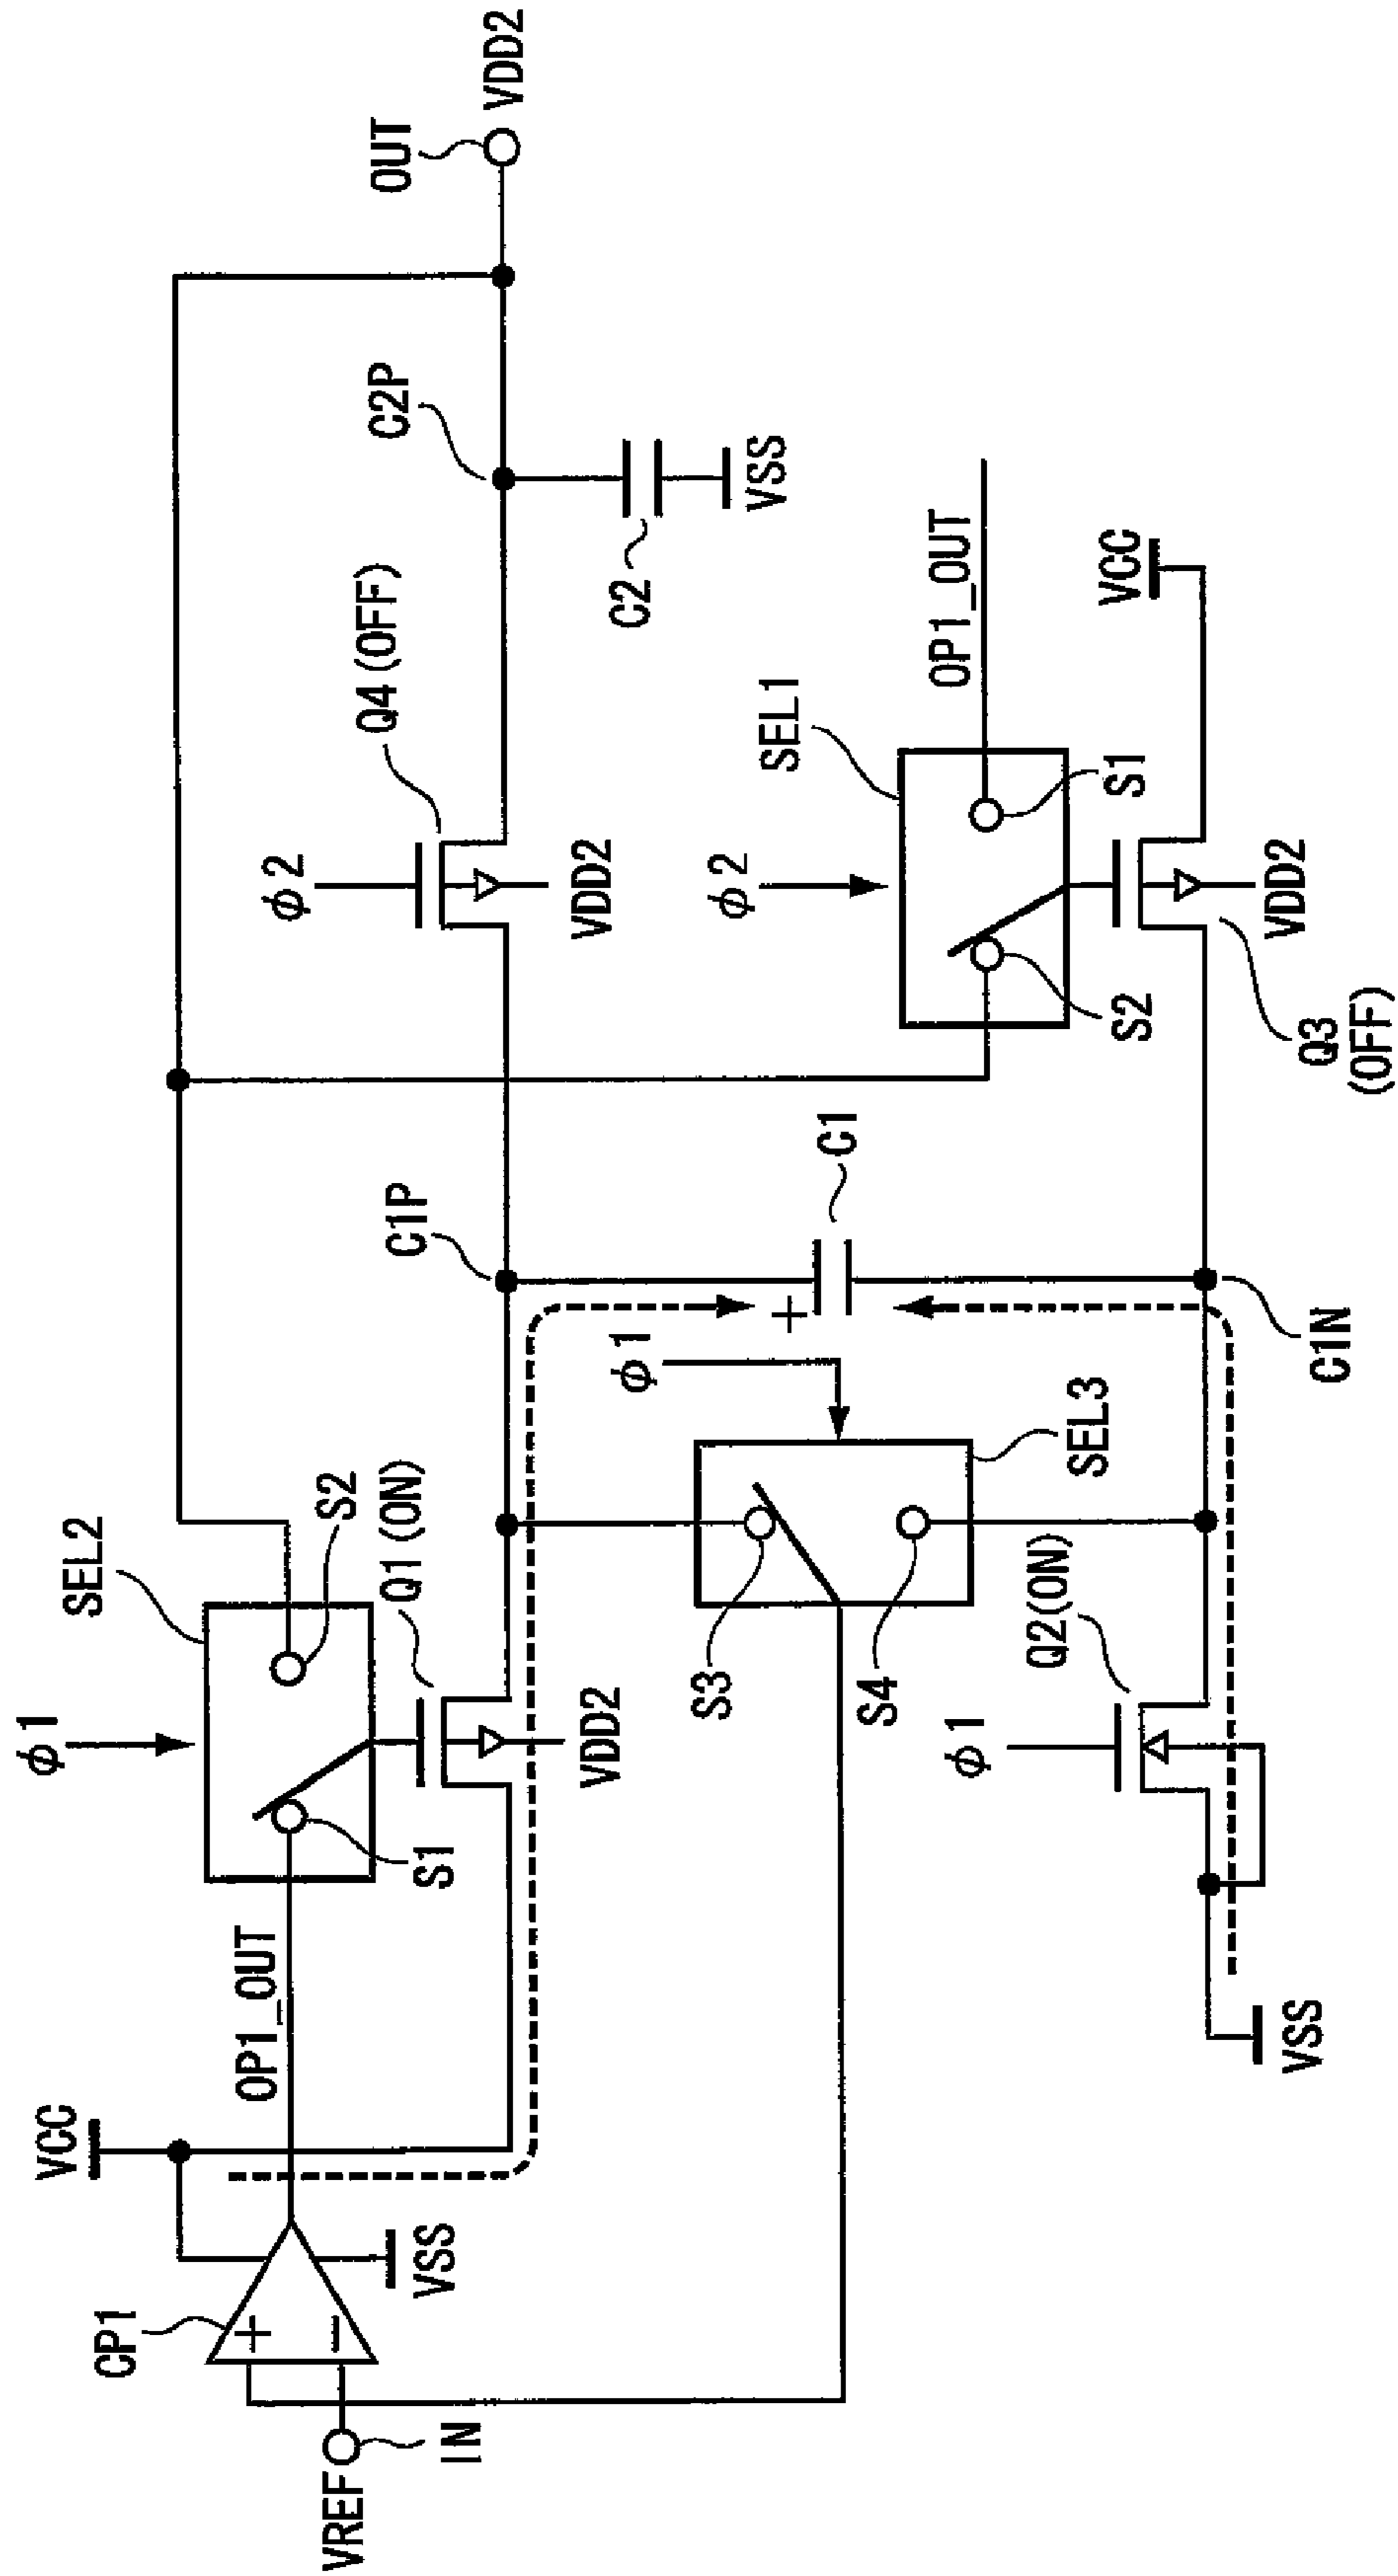 VREF
IN
CP1
VSS
VCC
OP1_OUT
φ1
SEL2
S1
S2
Q1(ON)
VDD2
C1P
φ2
Q4(OFF)
VDD2
C2P
C2
VSS
OUT
VDD2
φ1
S3
S4
SEL3
C1
+
φ1
Q2(ON)
VSS
C1N
φ2
SEL1
S2
S1
OP1_OUT
Q3
(OFF)
VDD2
VCC
+
−